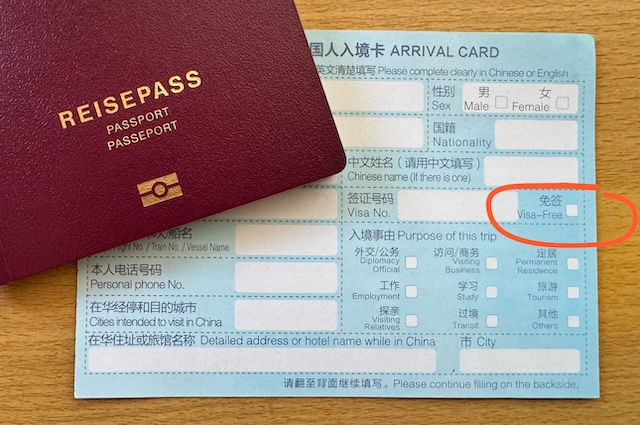 REISEPASS
PASSPORT
PASSEPORT
国人入境卡 ARRIVAL CARD
英文清楚填写 Please complete clearly in Chinese or English
性别 男 女
Sex Male Female
国籍
Nationality
中文姓名（请用中文填写）
Chinese name (If there is one)
签证号码
Visa No.
免签
Visa-Free
船名
No. / Train No. / Vessel Name
本人电话号码
Personal phone No.
在华经停和目的城市
Cities intended to visit in China
入境事由 Purpose of this trip
外交/公务 访问/商务 定居
Diplomacy Official Visiting Business Permanent Residence
工作 学习 旅游
Employment Study Tourism
探亲 过境 其他
Visiting Relatives Transit Others
在华住址或旅馆名称 Detailed address or hotel name while in China 市 City
请翻至背面继续填写。Please continue filling on the backside.